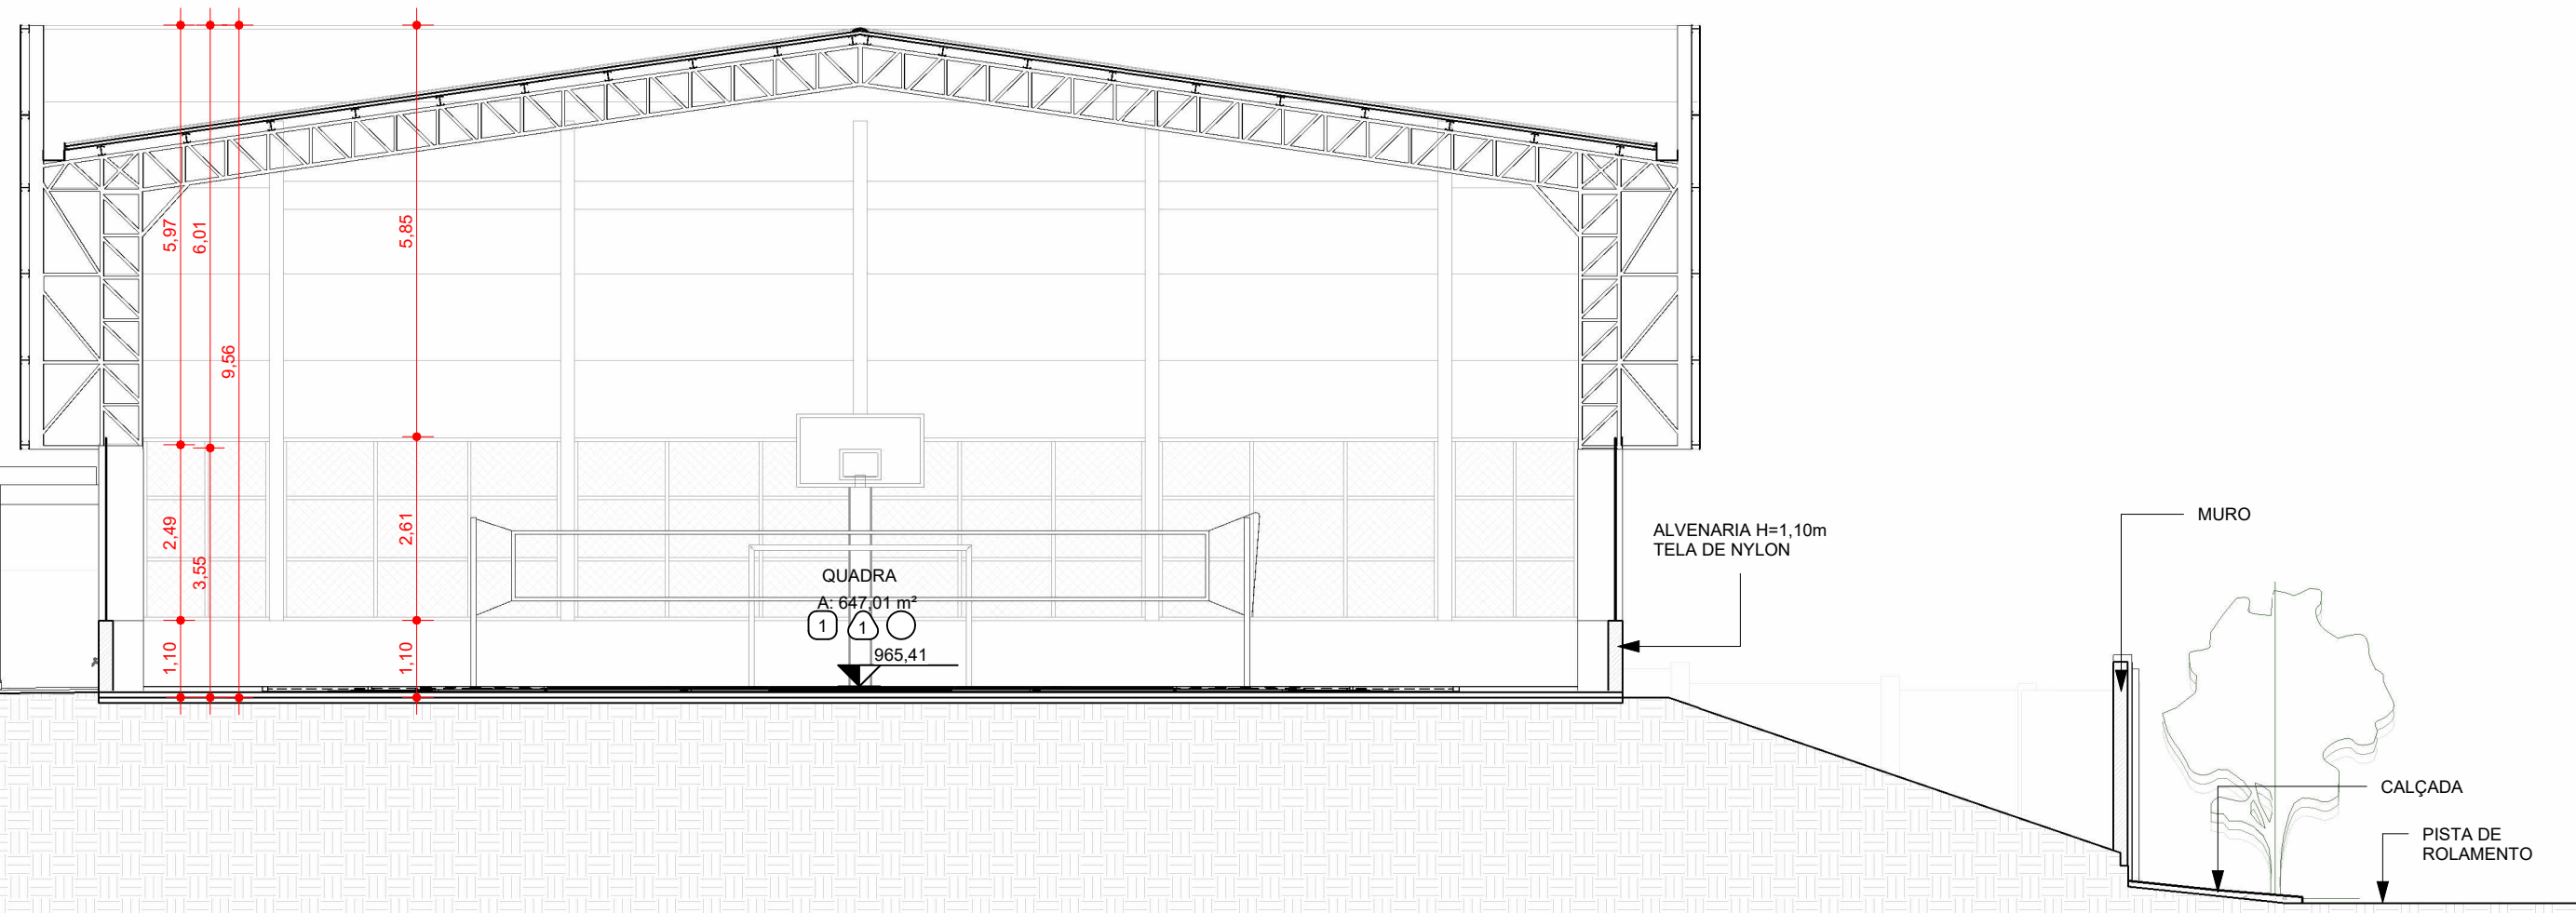 5,97
6,01
5,85
9,56
2,49
2,61
3,55
1,10
1,10
QUADRA
A: 647,01 m²
1
1
965,41
ALVENARIA H=1,10m
TELA DE NYLON
MURO
CALÇADA
PISTA DE
ROLAMENTO